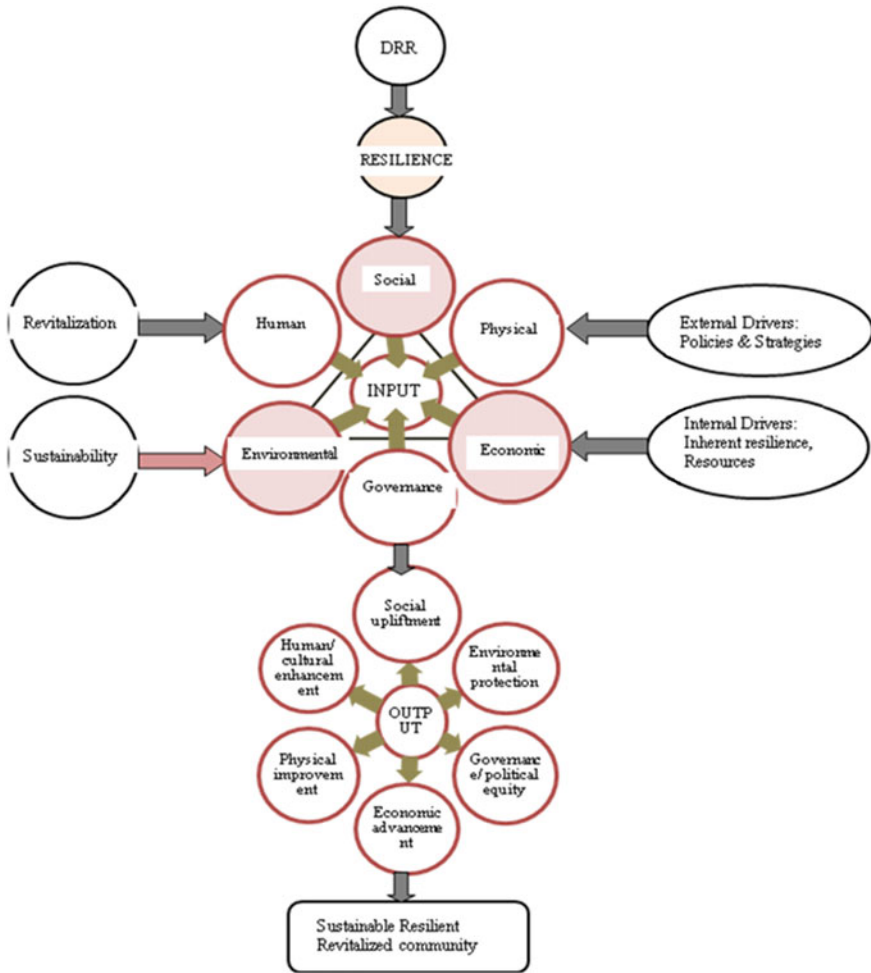 DRR
RESILIENCE
Social
Revitalization
Human
Physical
External Drivers:
Policies & Strategies
INPUT
Sustainability
Environmental
Economic
Internal Drivers:
Inherent resilience,
Resources
Governance
Social
upliftment
Human/
cultural
enhancem
ent
Environme
ntal
protection
OUTP
UT
Physical
improvem
ent
Governanc
e/political
equity
Economic
advanceme
nt
Sustainable Resilient
Revitalized community